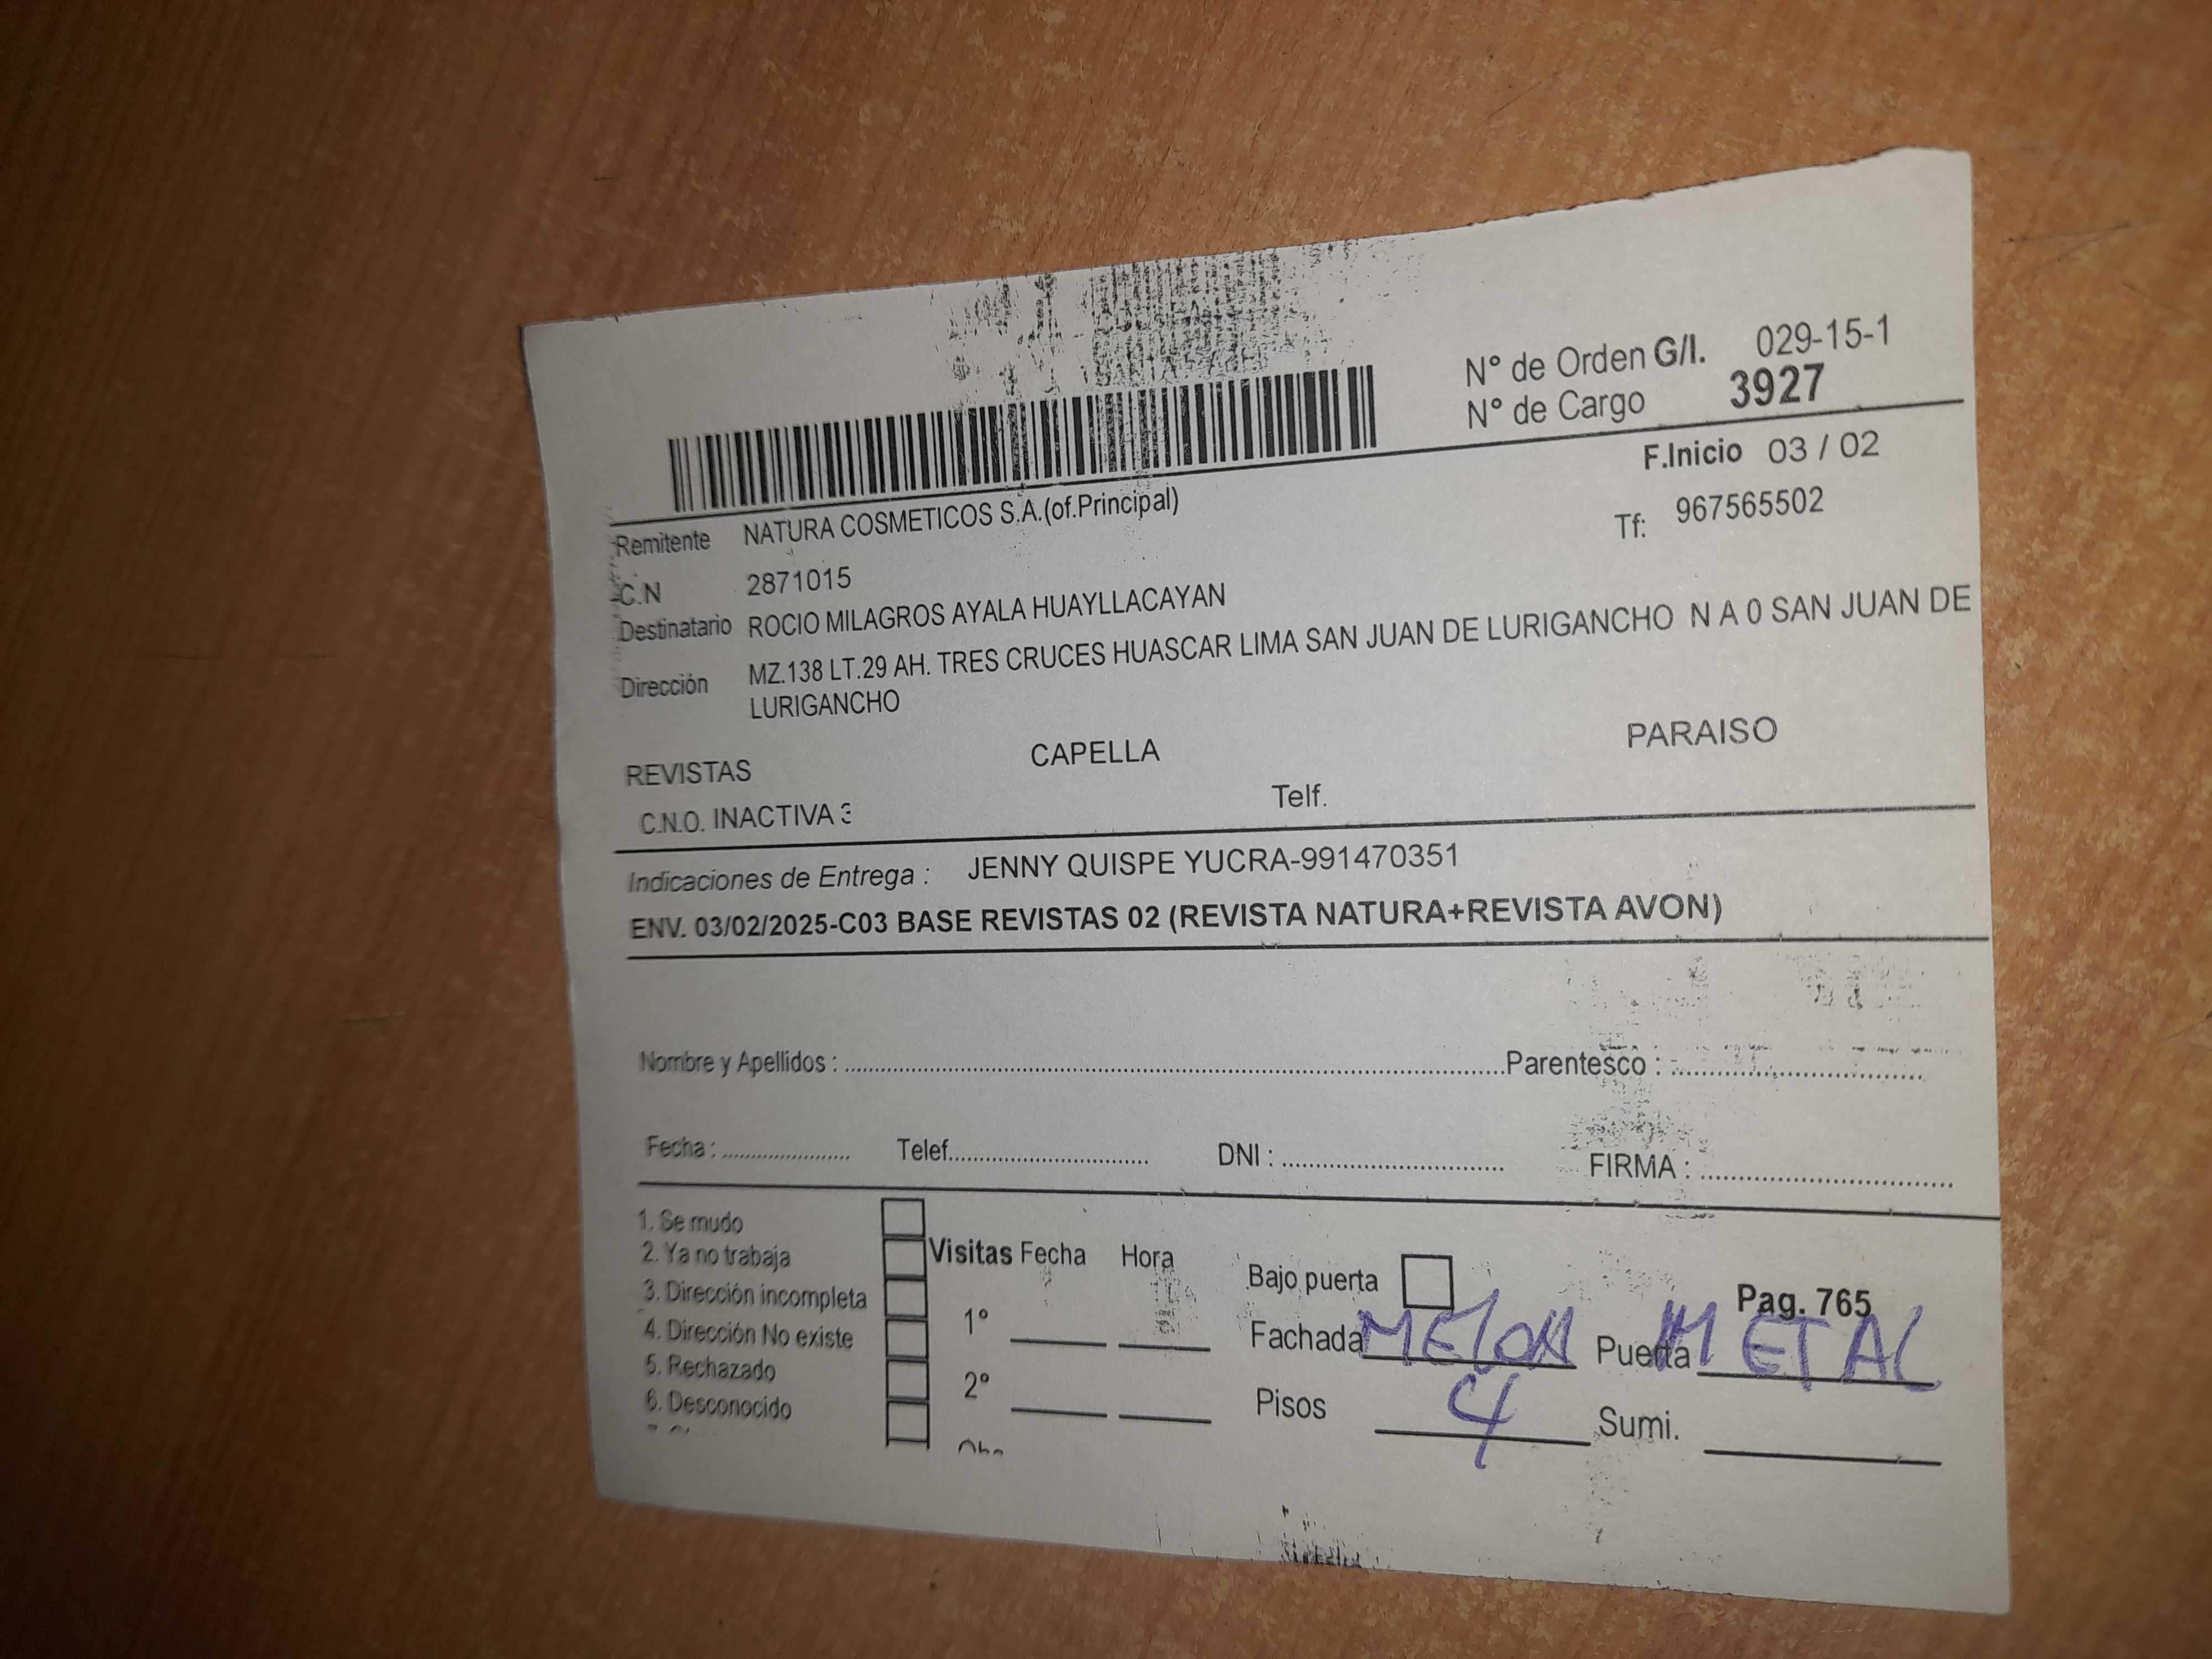 N° de Orden G/I. 029-15-1
N° de Cargo 3927
F.Inicio 03 / 02
Remitente NATURA COSMETICOS S.A.(of.Principal) Tf: 967565502
C.N 2871015
Destinatario ROCIO MILAGROS AYALA HUAYLLACAYAN
Dirección MZ.138 LT.29 AH. TRES CRUCES HUASCAR LIMA SAN JUAN DE LURIGANCHO N A 0 SAN JUAN DE
LURIGANCHO
REVISTAS CAPELLA PARAISO
C.N.O. INACTIVA 3 Telf.
Indicaciones de Entrega : JENNY QUISPE YUCRA-991470351
ENV. 03/02/2025-C03 BASE REVISTAS 02 (REVISTA NATURA+REVISTA AVON)
Nombre y Apellidos : Parentesco :
Fecha : Telef. DNI : FIRMA :
1. Se mudo
2. Ya no trabaja Visitas Fecha Hora Bajo puerta
3. Dirección incompleta 1° Pag. 765
4. Dirección No existe Fachada MELON Puerta METAL
5. Rechazado 2°
6. Desconocido Pisos 4 Sumi.